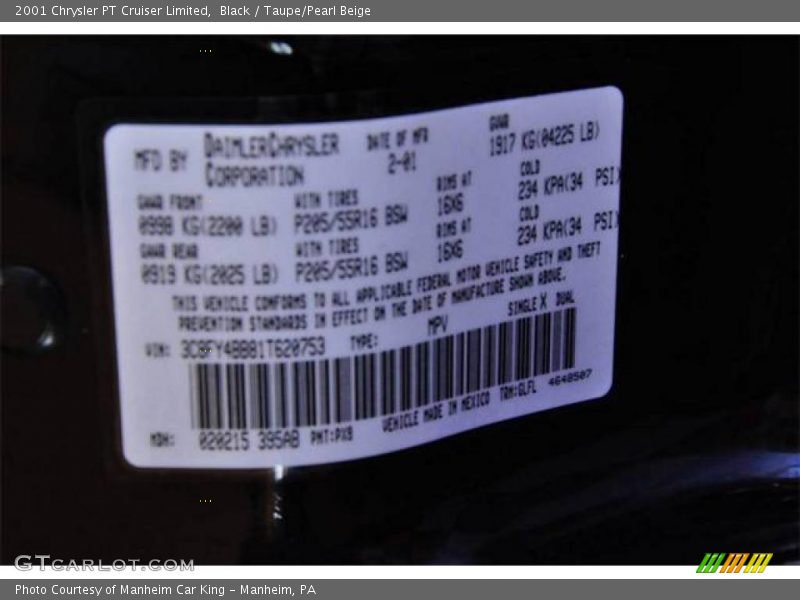 2001 Chrysler PT Cruiser Limited,  Black / Taupe/Pearl Beige
MFD BY DAIMLERCHRYSLER CORPORATION
DATE OF MFR 2-01
GVWR 1917 KG(04225 LB)
GAWR FRONT WITH TIRES RIMS AT COLD
0998 KG(2200 LB) P205/55R16 BSW 16X6 234 KPA(34 PSI)
GAWR REAR WITH TIRES RIMS AT COLD
0919 KG(2025 LB) P205/55R16 BSW 16X6 234 KPA(34 PSI)
THIS VEHICLE CONFORMS TO ALL APPLICABLE FEDERAL MOTOR VEHICLE SAFETY AND THEFT
PREVENTION STANDARDS IN EFFECT ON THE DATE OF MANUFACTURE SHOWN ABOVE.
VIN: 3C8FY4BB81T620753 TYPE: MPV SINGLE X DUAL
MDH: 020215 395AB PNT:PX8 VEHICLE MADE IN MEXICO TRM:GLFL 4648507
GTCARLOT.COM
Photo Courtesy of Manheim Car King – Manheim, PA